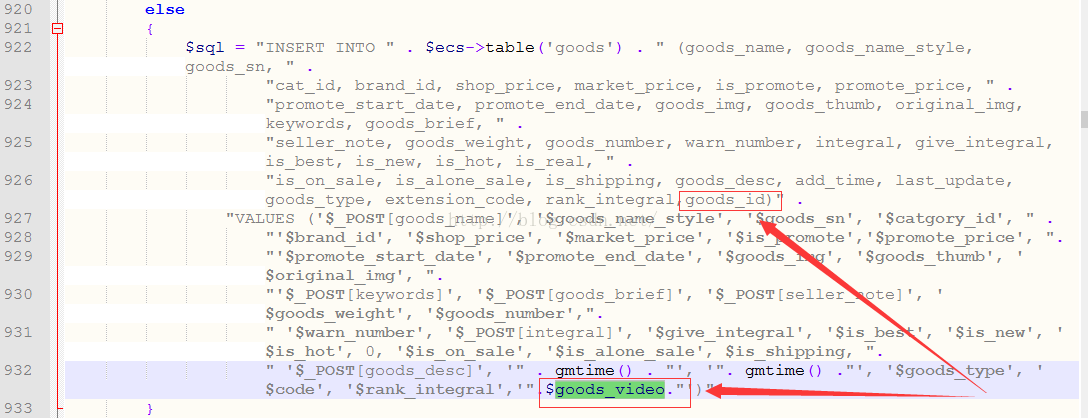 920 else
921 {
922 $sql = "INSERT INTO " . $ecs->table('goods') . " (goods_name, goods_name_style,
goods_sn, " .
923 "cat_id, brand_id, shop_price, market_price, is_promote, promote_price, " .
924 "promote_start_date, promote_end_date, goods_img, goods_thumb, original_img,
keywords, goods_brief, " .
925 "seller_note, goods_weight, goods_number, warn_number, integral, give_integral,
is_best, is_new, is_hot, is_real, " .
926 "is_on_sale, is_alone_sale, is_shipping, goods_desc, add_time, last_update,
goods_type, extension_code, rank_integral,goods_id)" .
927 "VALUES ('$_POST[goods_name]', '$goods_name_style', '$goods_sn', '$catgory_id', " .
928 "'$brand_id', '$shop_price', '$market_price', '$is_promote','$promote_price', ".
929 "'$promote_start_date', '$promote_end_date', '$goods_img', '$goods_thumb', '
$original_img', ".
930 "'$_POST[keywords]', '$_POST[goods_brief]', '$_POST[seller_note]', '
$goods_weight', '$goods_number',".
931 " '$warn_number', '$_POST[integral]', '$give_integral', '$is_best', '$is_new', '
$is_hot', 0, '$is_on_sale', '$is_alone_sale', $is_shipping, ".
932 " '$_POST[goods_desc]', '" . gmtime() . "', '". gmtime() ."', '$goods_type', '
$code', '$rank_integral','".$goods_video."')"
933 }